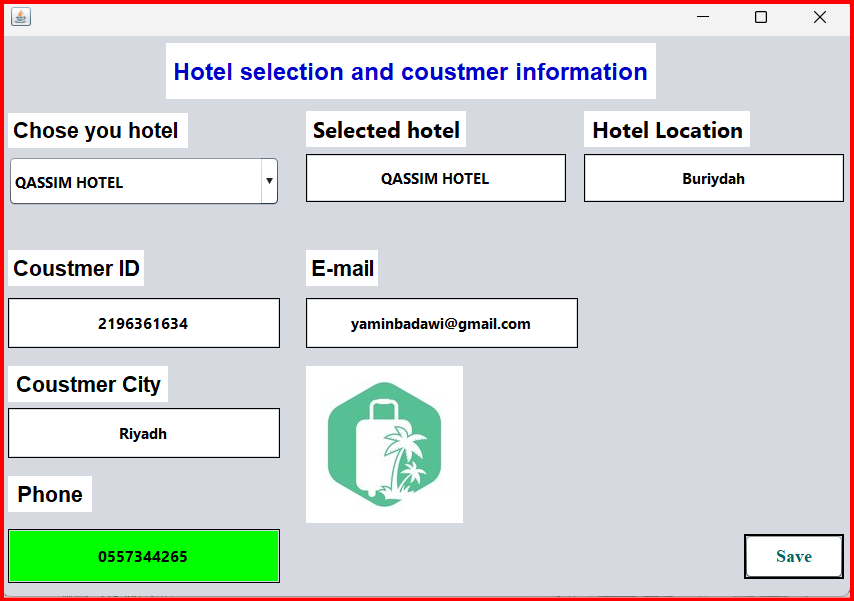 Hotel selection and coustmer information
Chose you hotel
Selected hotel
Hotel Location
QASSIM HOTEL
QASSIM HOTEL
Buriydah
Coustmer ID
E-mail
2196361634
yaminbadawi@gmail.com
Coustmer City
Riyadh
Phone
0557344265
Save